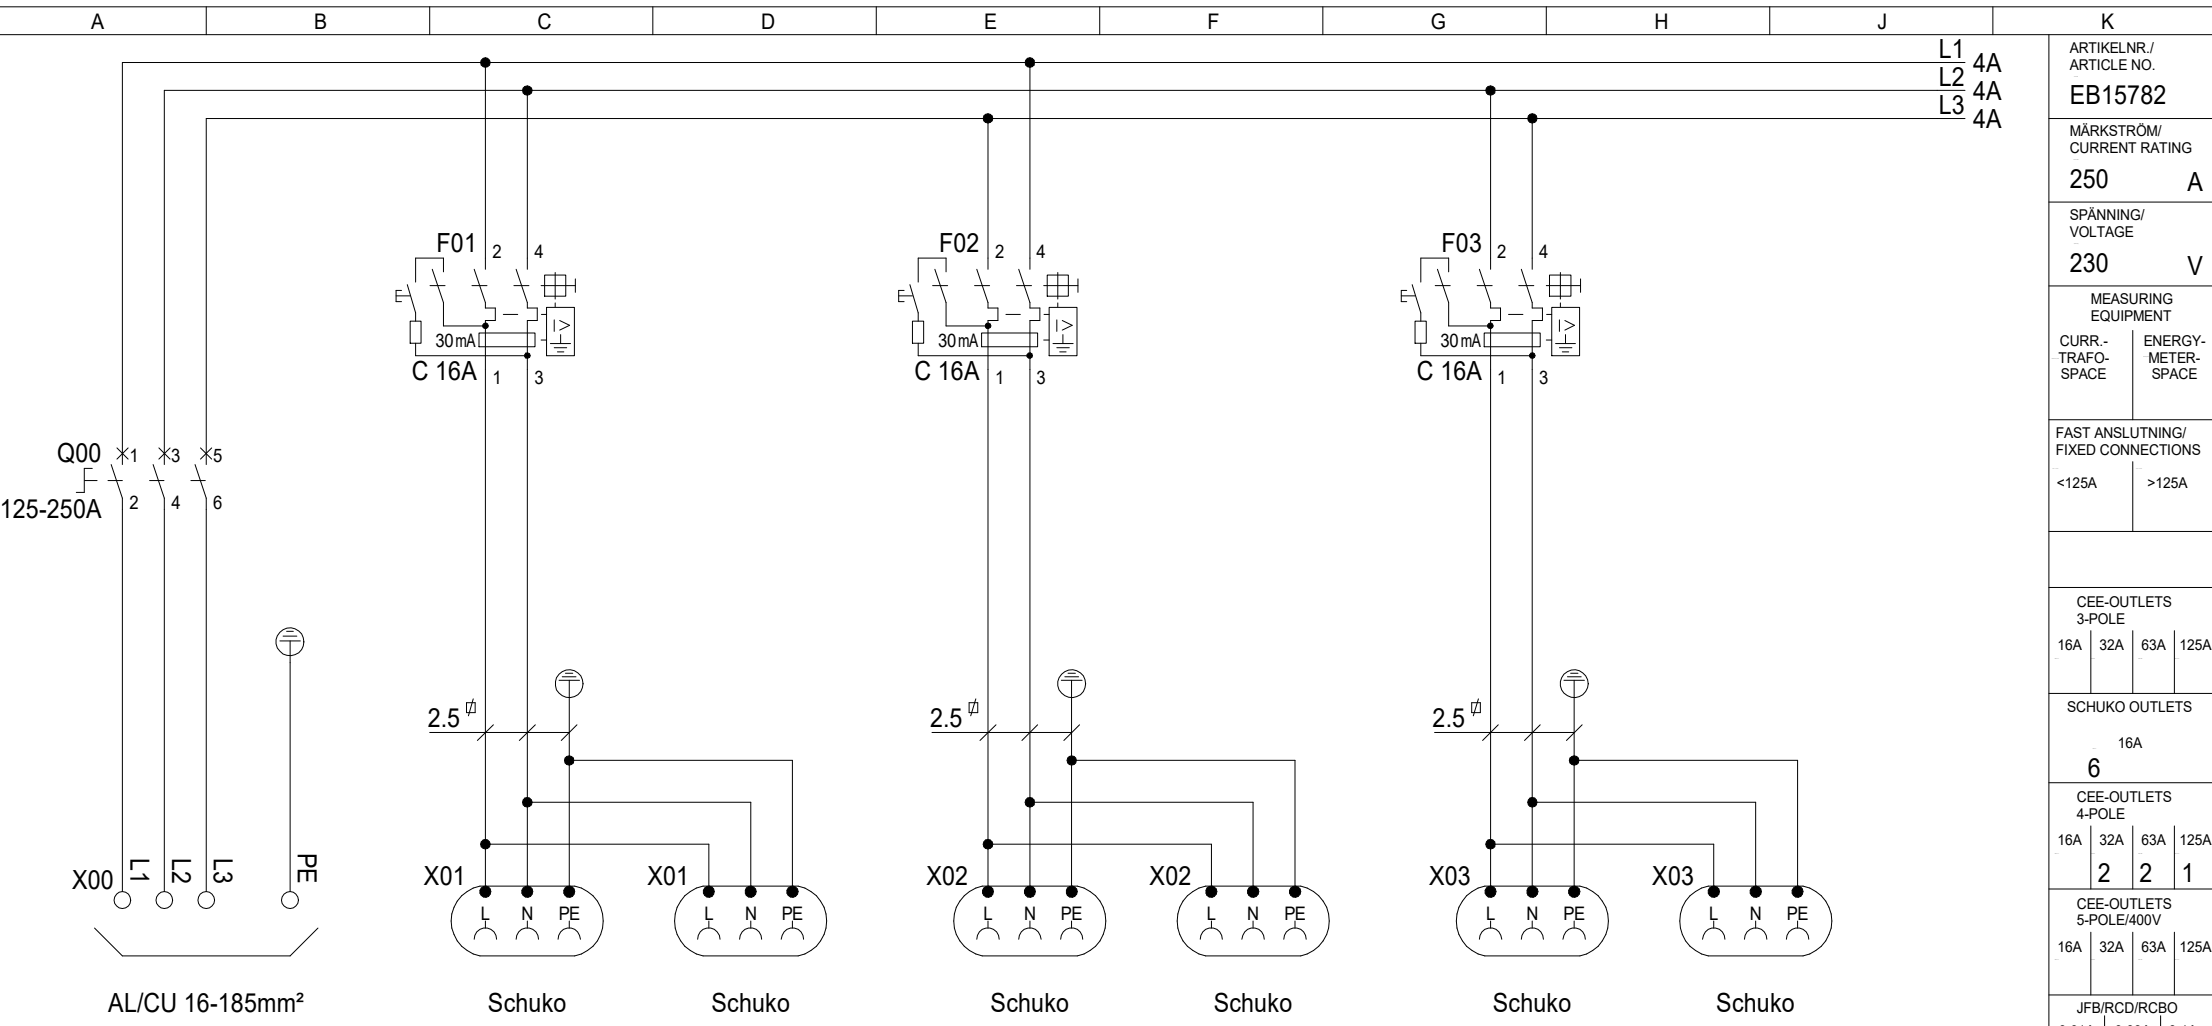 A B C D E F G H J K
L1 4A
L2 4A
L3 4A
F01 2 4
30 mA
C 16A 1 3
F02 2 4
30 mA
C 16A 1 3
F03 2 4
30 mA
C 16A 1 3
Q00 1 3 5
125-250A 2 4 6
2.5
2.5
2.5
X00 L1 L2 L3 PE
X01 X01 X02 X02 X03 X03
L N PE L N PE L N PE L N PE L N PE L N PE
AL/CU 16-185mm² Schuko Schuko Schuko Schuko Schuko Schuko
ARTIKELNR./
ARTICLE NO.
EB15782
MÄRKSTRÖM/
CURRENT RATING
250 A
SPÄNNING/
VOLTAGE
230 V
MEASURING
EQUIPMENT
CURR.- ENERGY-
TRAFO- METER-
SPACE SPACE
FAST ANSLUTNING/
FIXED CONNECTIONS
<125A >125A
CEE-OUTLETS
3-POLE
16A 32A 63A 125A
SCHUKO OUTLETS
16A
6
CEE-OUTLETS
4-POLE
16A 32A 63A 125A
2 2 1
CEE-OUTLETS
5-POLE/400V
16A 32A 63A 125A
JFB/RCD/RCBO